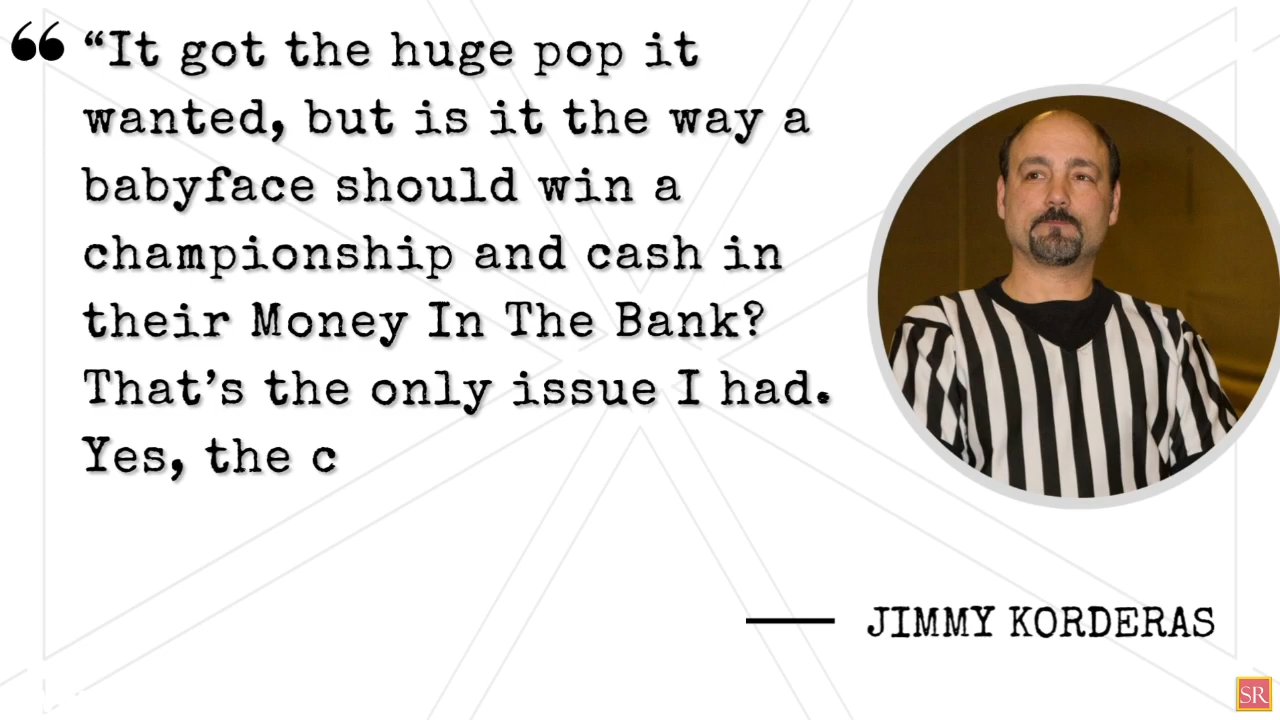 ❝ “It got the huge pop it
wanted, but is it the way a
babyface should win a
championship and cash in
their Money In The Bank?
That’s the only issue I had.
Yes, the c
JIMMY KORDERAS
SR